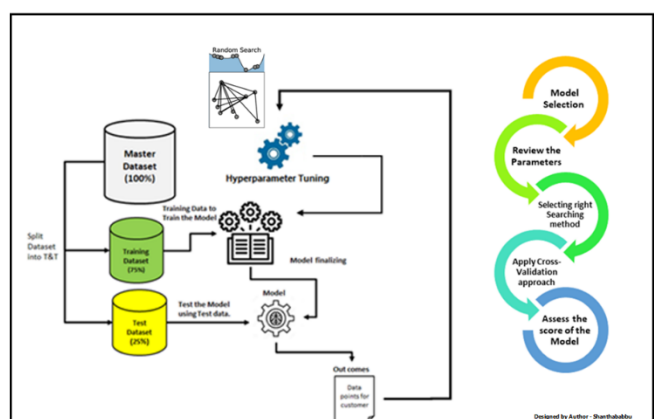 Random Search
Hyperparameter Tuning
Master
Dataset
(100%)
Training Data to
Train the Model
Split
Dataset
into T&T
Training
Dataset
(75%)
Model finalizing
Test the Model
using Test data.
Model
Test
Dataset
(25%)
Out comes
Data
points for
customer
Model
Selection
Review the
Parameters
Selecting right
Searching
method
Apply Cross-
Validation
approach
Assess the
score of the
Model
Designed by Author - Shanthababbu